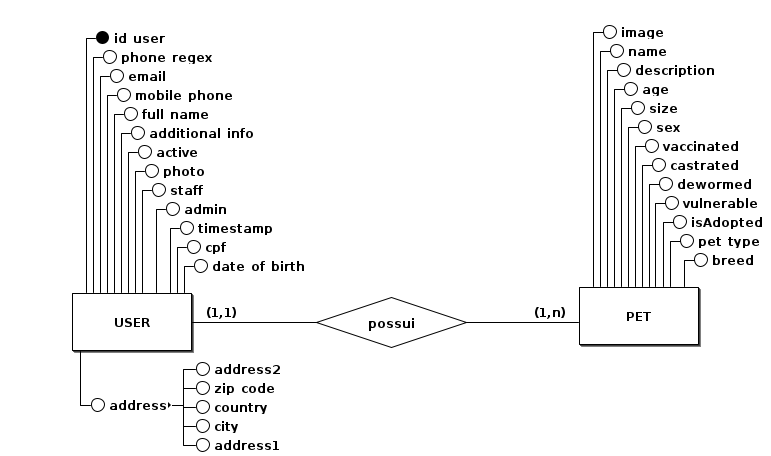 id user
phone regex
email
mobile phone
full name
additional info
active
photo
staff
admin
timestamp
cpf
date of birth
image
name
description
age
size
sex
vaccinated
castrated
dewormed
vulnerable
isAdopted
pet type
breed
USER
(1,1)
possui
(1,n)
PET
address
address2
zip code
country
city
address1